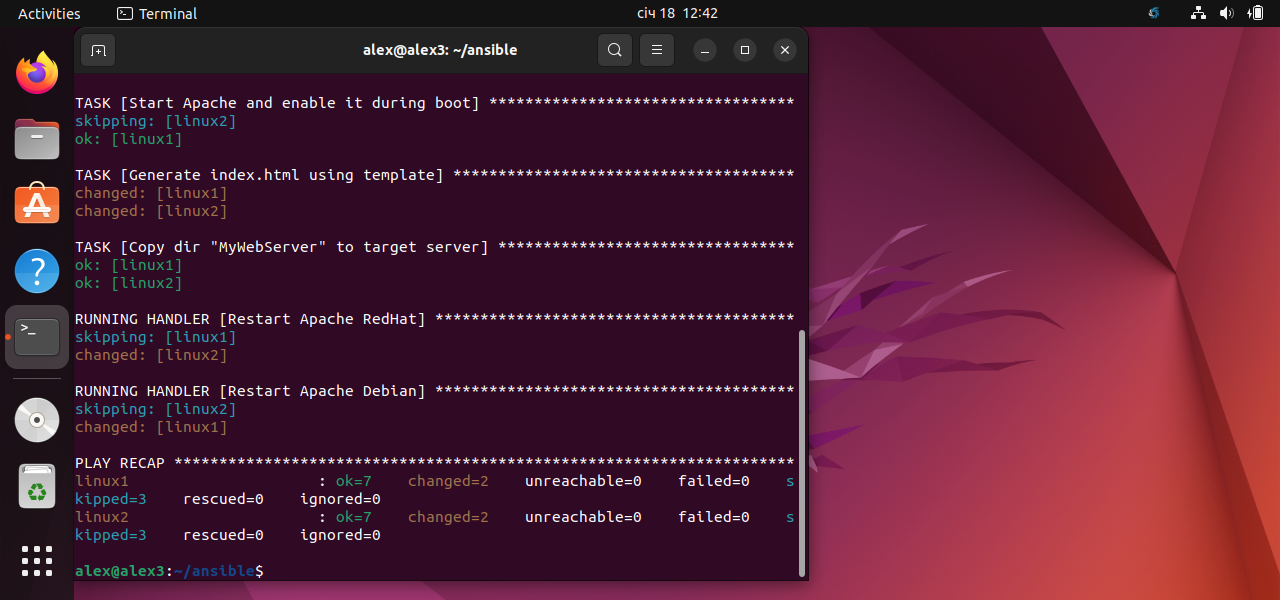 Activities Terminal січ 18 12:42
alex@alex3: ~/ansible
TASK [Start Apache and enable it during boot] **********************************
skipping: [linux2]
ok: [linux1]
TASK [Generate index.html using template] **************************************
changed: [linux1]
changed: [linux2]
TASK [Copy dir "MyWebServer" to target server] *********************************
ok: [linux1]
ok: [linux2]
RUNNING HANDLER [Restart Apache RedHat] ****************************************
skipping: [linux1]
changed: [linux2]
RUNNING HANDLER [Restart Apache Debian] ****************************************
skipping: [linux2]
changed: [linux1]
PLAY RECAP *********************************************************************
linux1                     : ok=7    changed=2    unreachable=0    failed=0    s
kipped=3    rescued=0    ignored=0
linux2                     : ok=7    changed=2    unreachable=0    failed=0    s
kipped=3    rescued=0    ignored=0
alex@alex3:~/ansible$